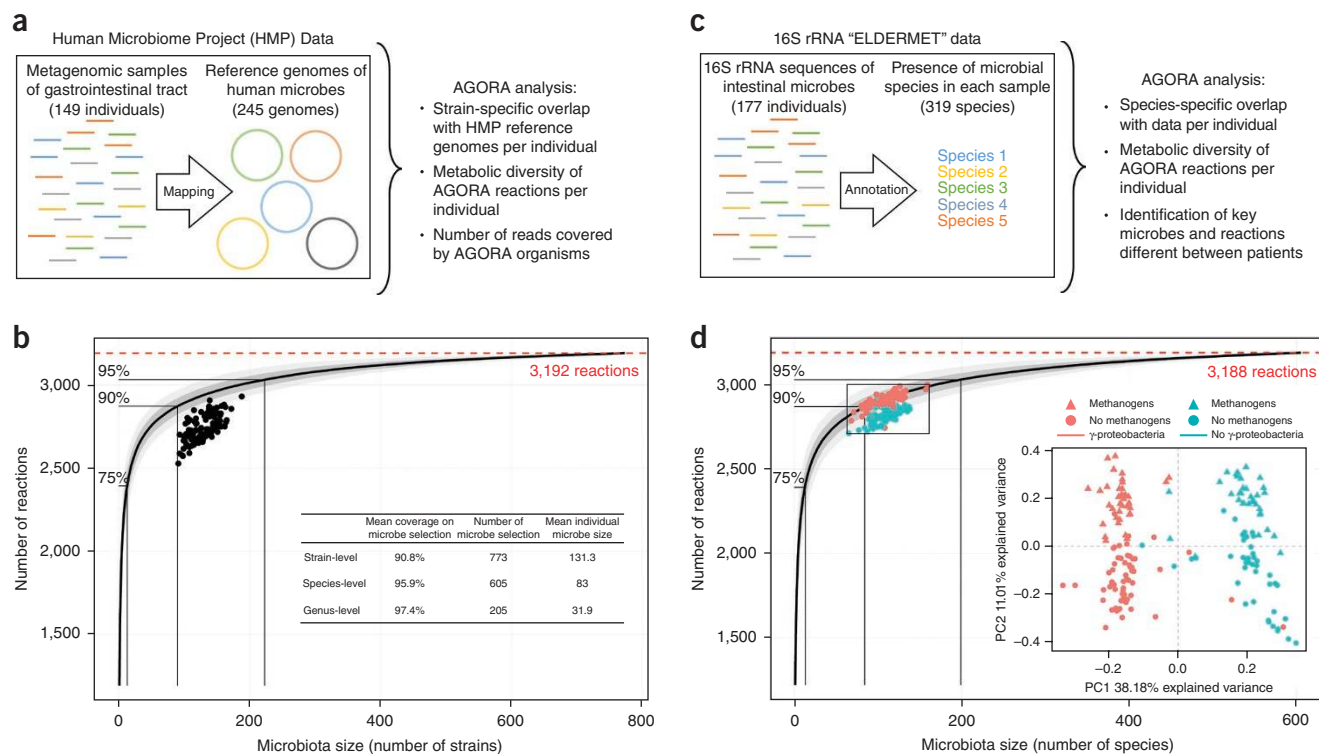 a
Human Microbiome Project (HMP) Data
Metagenomic samples
of gastrointestinal tract
(149 individuals)
Reference genomes of
human microbes
(245 genomes)
Mapping
AGORA analysis:
• Strain-specific overlap
with HMP reference
genomes per individual
• Metabolic diversity of
AGORA reactions per
individual
• Number of reads covered
by AGORA organisms
c
16S rRNA "ELDERMET" data
16S rRNA sequences of
intestinal microbes
(177 individuals)
Presence of microbial
species in each sample
(319 species)
Annotation
Species 1
Species 2
Species 3
Species 4
Species 5
AGORA analysis:
• Species-specific overlap
with data per individual
• Metabolic diversity of
AGORA reactions per
individual
• Identification of key
microbes and reactions
different between patients
b
Number of reactions
3,000
2,500
2,000
1,500
95%
90%
75%
3,192 reactions
Mean coverage on microbe selection Number of microbe selection Mean individual microbe size
Strain-level 90.8% 773 131.3
Species-level 95.9% 605 83
Genus-level 97.4% 205 31.9
0 200 400 600 800
Microbiota size (number of strains)
d
Number of reactions
3,000
2,500
2,000
1,500
95%
90%
75%
3,188 reactions
Methanogens Methanogens
No methanogens No methanogens
γ-proteobacteria No γ-proteobacteria
PC2 11.01% explained variance
0.4
0.2
0.0
−0.2
−0.4
−0.2 0.0 0.2
PC1 38.18% explained variance
0 200 400 600
Microbiota size (number of species)